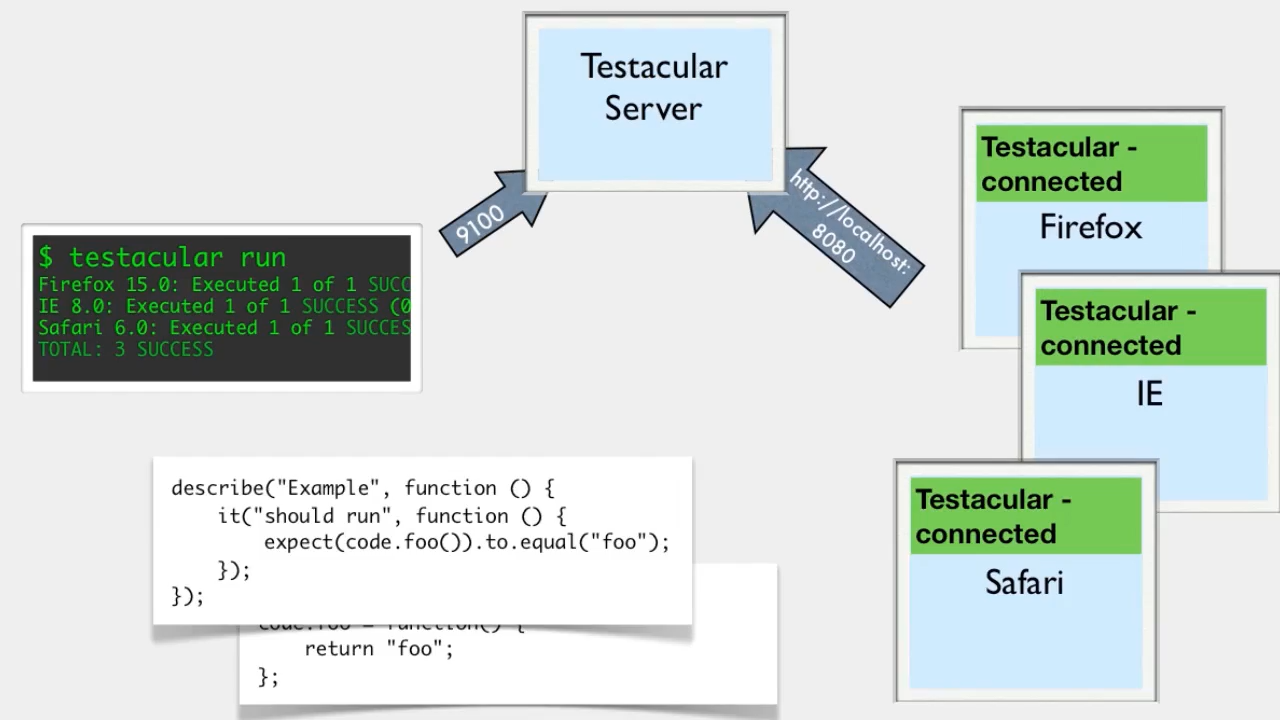 Testacular
Server
9100
http://localhost:
8080
$ testacular run
Firefox 15.0: Executed 1 of 1 SUCC
IE 8.0: Executed 1 of 1 SUCCESS (0
Safari 6.0: Executed 1 of 1 SUCCES
TOTAL: 3 SUCCESS
Testacular -
connected
Firefox
Testacular -
connected
IE
Testacular -
connected
Safari
describe("Example", function () {
    it("should run", function () {
        expect(code.foo()).to.equal("foo");
    });
});
code.foo = function() {
    return "foo";
};